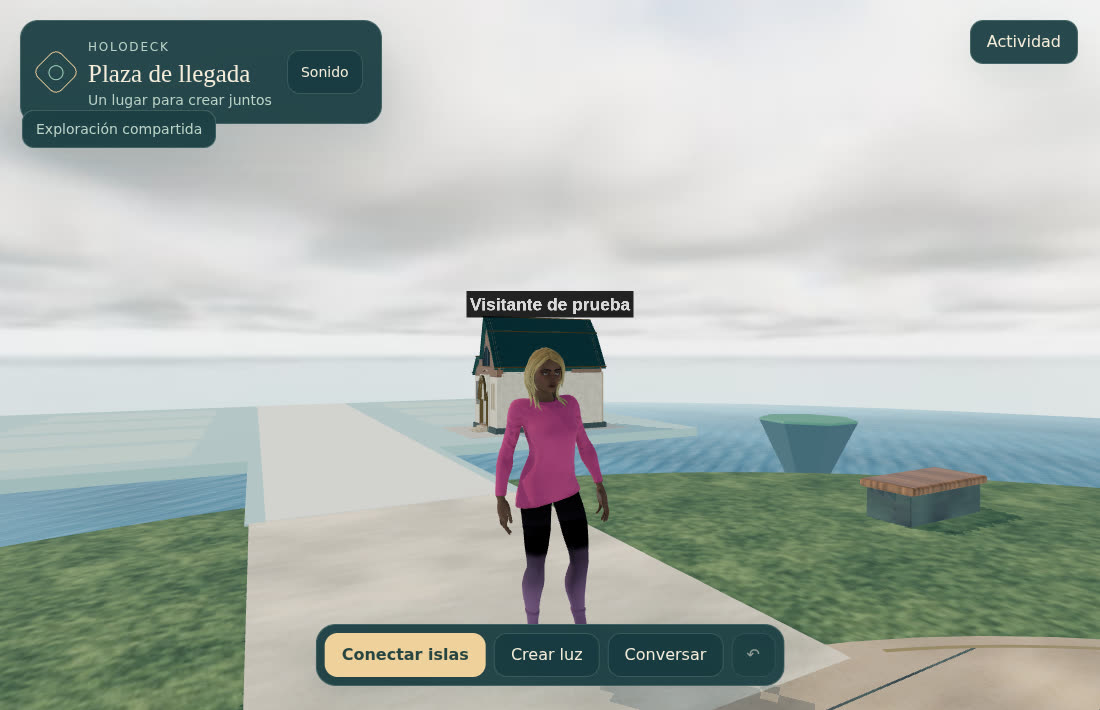 HOLODECK
Plaza de llegada
Un lugar para crear juntos
Sonido
Exploración compartida
Actividad
Visitante de prueba
Conectar islas
Crear luz
Conversar
↶